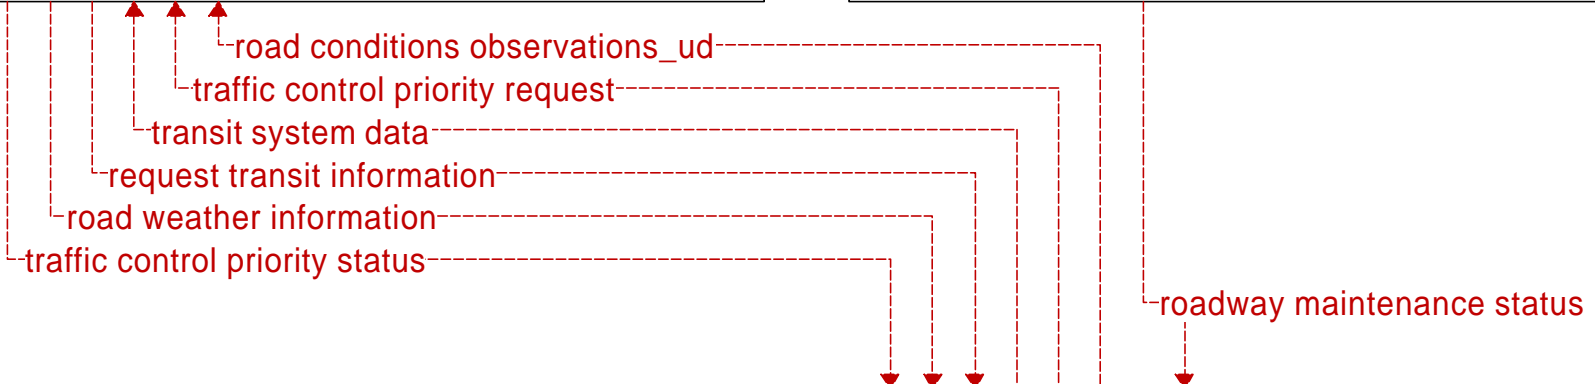 road conditions observations_ud
traffic control priority request
transit system data
request transit information
road weather information
traffic control priority status
roadway maintenance status